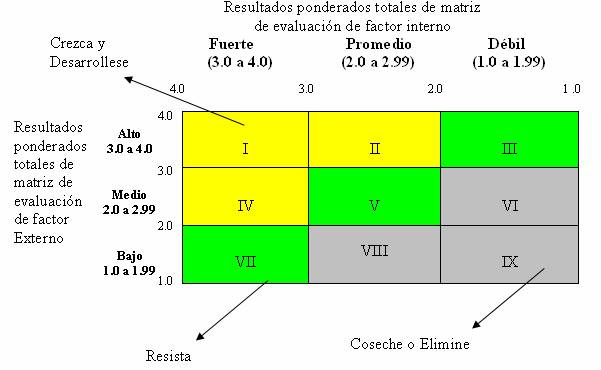 Resultados ponderados totales de matriz
de evaluación de factor interno
Crezca y
Desarrollese
Fuerte
(3.0 a 4.0)
Promedio
(2.0 a 2.99)
Débil
(1.0 a 1.99)
4.0 3.0 2.0 1.0
Resultados
ponderados
totales de
matriz de
evaluación
de factor
Externo
4.0
Alto
3.0 a 4.0
I II III
3.0
Medio
2.0 a 2.99
IV V VI
2.0
Bajo
1.0 a 1.99
VII VIII IX
1.0
Resista
Coseche o Elimine